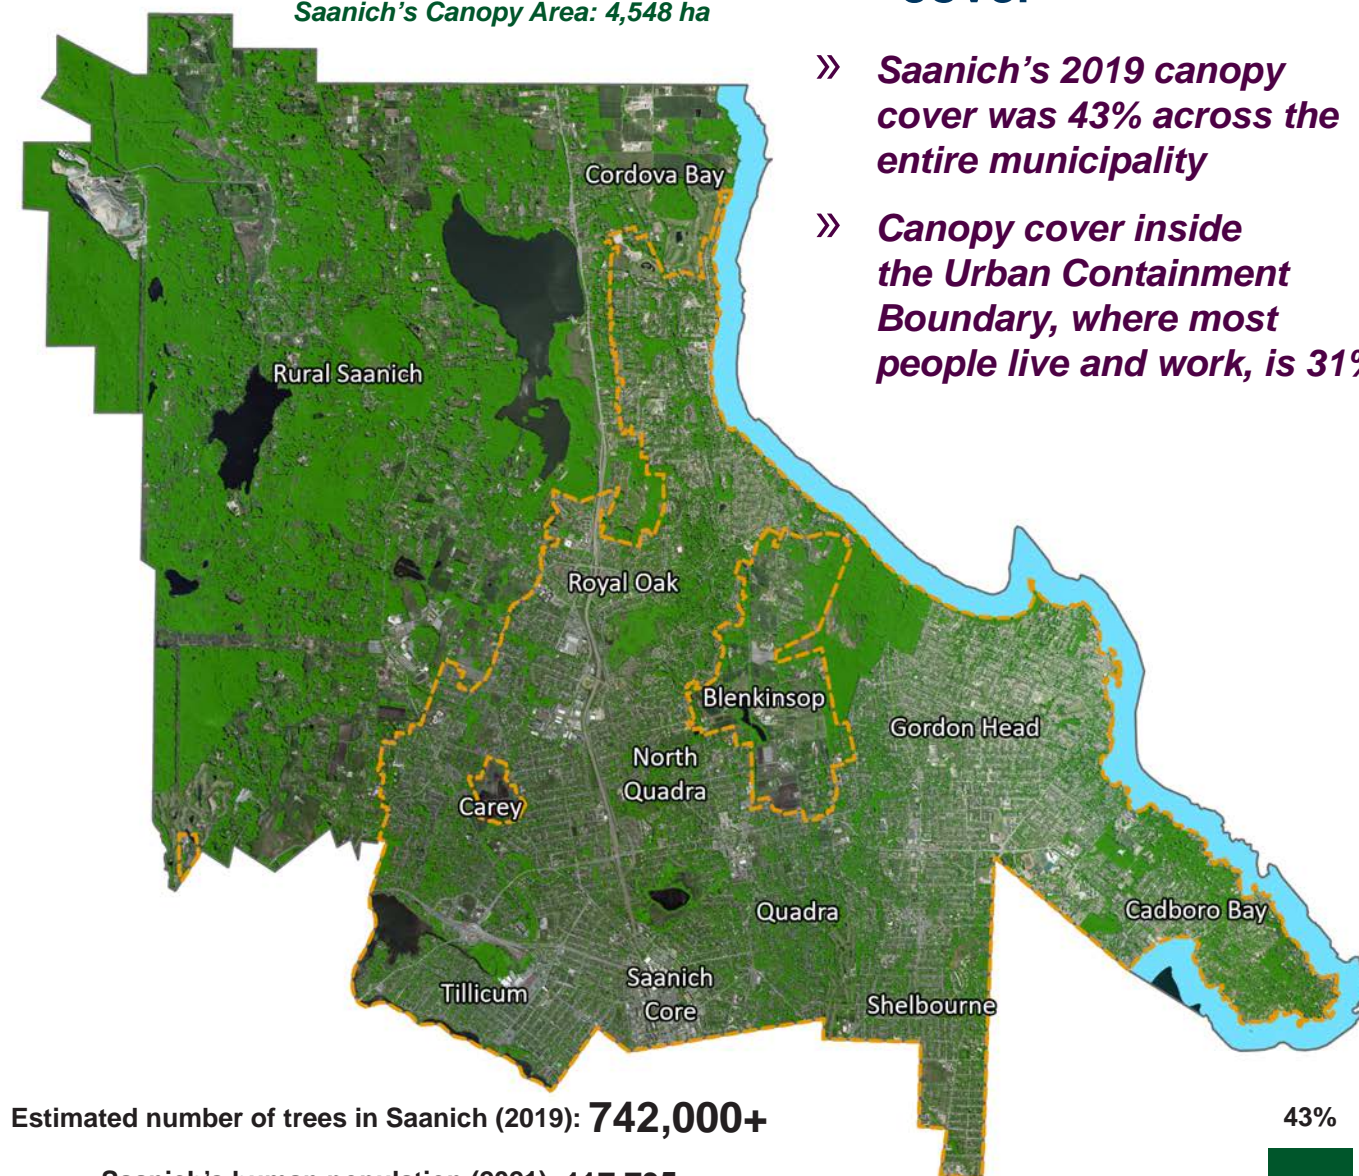 Saanich's Canopy Area: 4,548 ha
» Saanich's 2019 canopy
cover was 43% across the
entire municipality
» Canopy cover inside
the Urban Containment
Boundary, where most
people live and work, is 31%
Cordova Bay
Rural Saanich
Royal Oak
Blenkinsop
Gordon Head
North
Quadra
Carey
Quadra
Cadboro Bay
Tillicum
Saanich
Core
Shelbourne
Estimated number of trees in Saanich (2019): 742,000+
43%